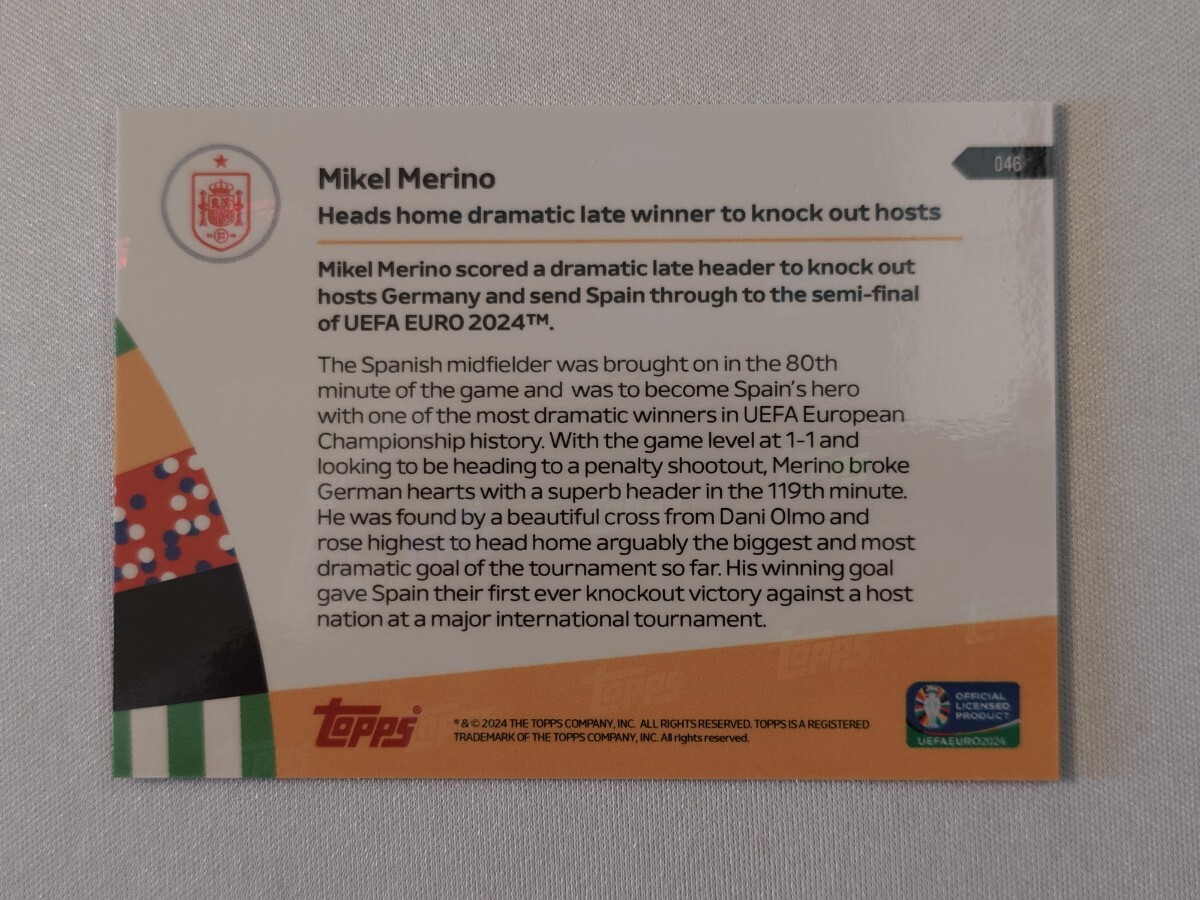 046
Mikel Merino
Heads home dramatic late winner to knock out hosts
Mikel Merino scored a dramatic late header to knock out
hosts Germany and send Spain through to the semi-final
of UEFA EURO 2024™.
The Spanish midfielder was brought on in the 80th
minute of the game and was to become Spain's hero
with one of the most dramatic winners in UEFA European
Championship history. With the game level at 1-1 and
looking to be heading to a penalty shootout, Merino broke
German hearts with a superb header in the 119th minute.
He was found by a beautiful cross from Dani Olmo and
rose highest to head home arguably the biggest and most
dramatic goal of the tournament so far. His winning goal
gave Spain their first ever knockout victory against a host
nation at a major international tournament.
Topps
Topps
Topps®
® & © 2024 THE TOPPS COMPANY, INC. ALL RIGHTS RESERVED. TOPPS IS A REGISTERED
TRADEMARK OF THE TOPPS COMPANY, INC. All rights reserved.
OFFICIAL
LICENSED
PRODUCT
UEFA EURO2024